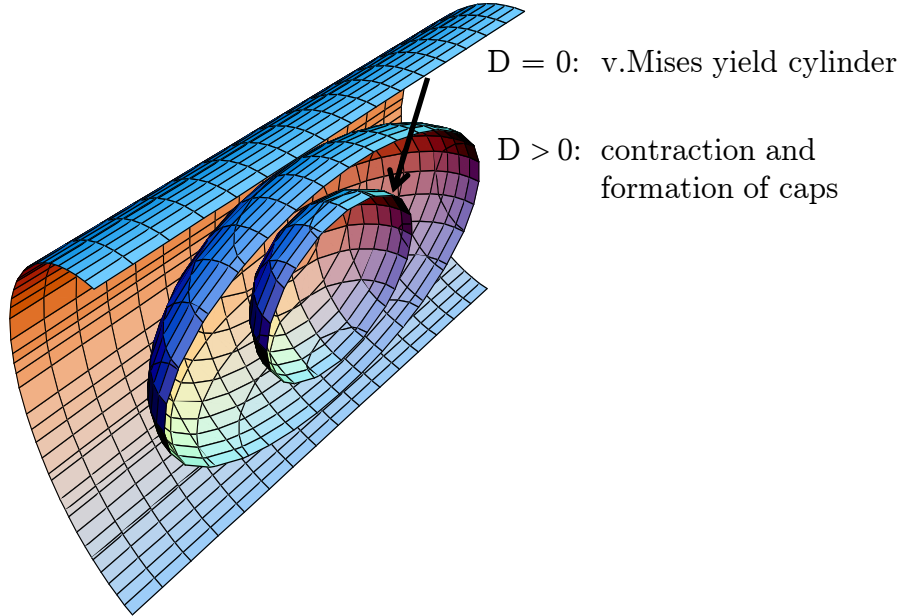 D = 0: v.Mises yield cylinder
D > 0: contraction and
formation of caps